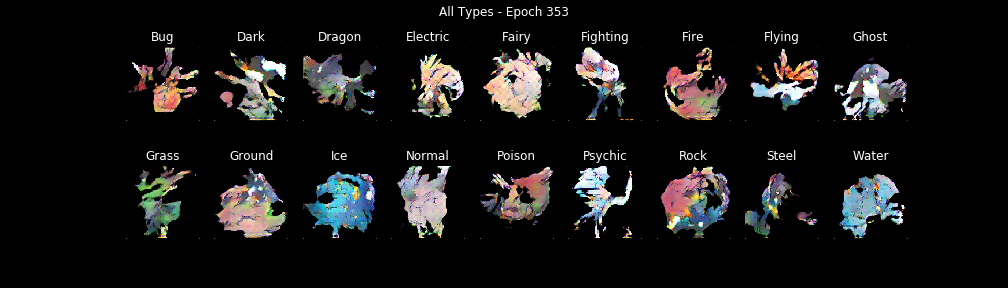 All Types - Epoch 353
Bug Dark Dragon Electric Fairy Fighting Fire Flying Ghost
Grass Ground Ice Normal Poison Psychic Rock Steel Water